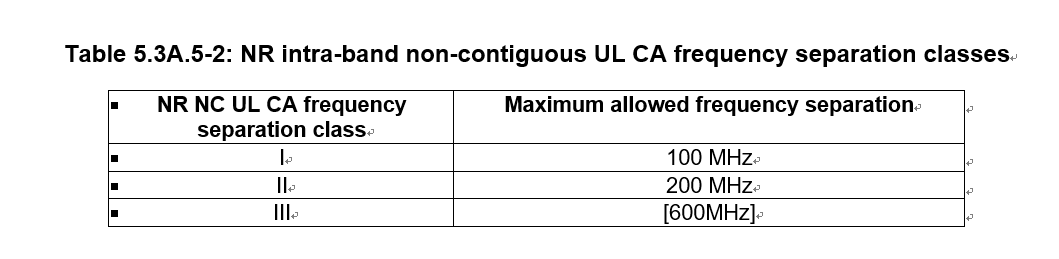 Table 5.3A.5-2: NR intra-band non-contiguous UL CA frequency separation classes
NR NC UL CA frequency
separation class
Maximum allowed frequency separation
I
100 MHz
II
200 MHz
III
[600MHz]